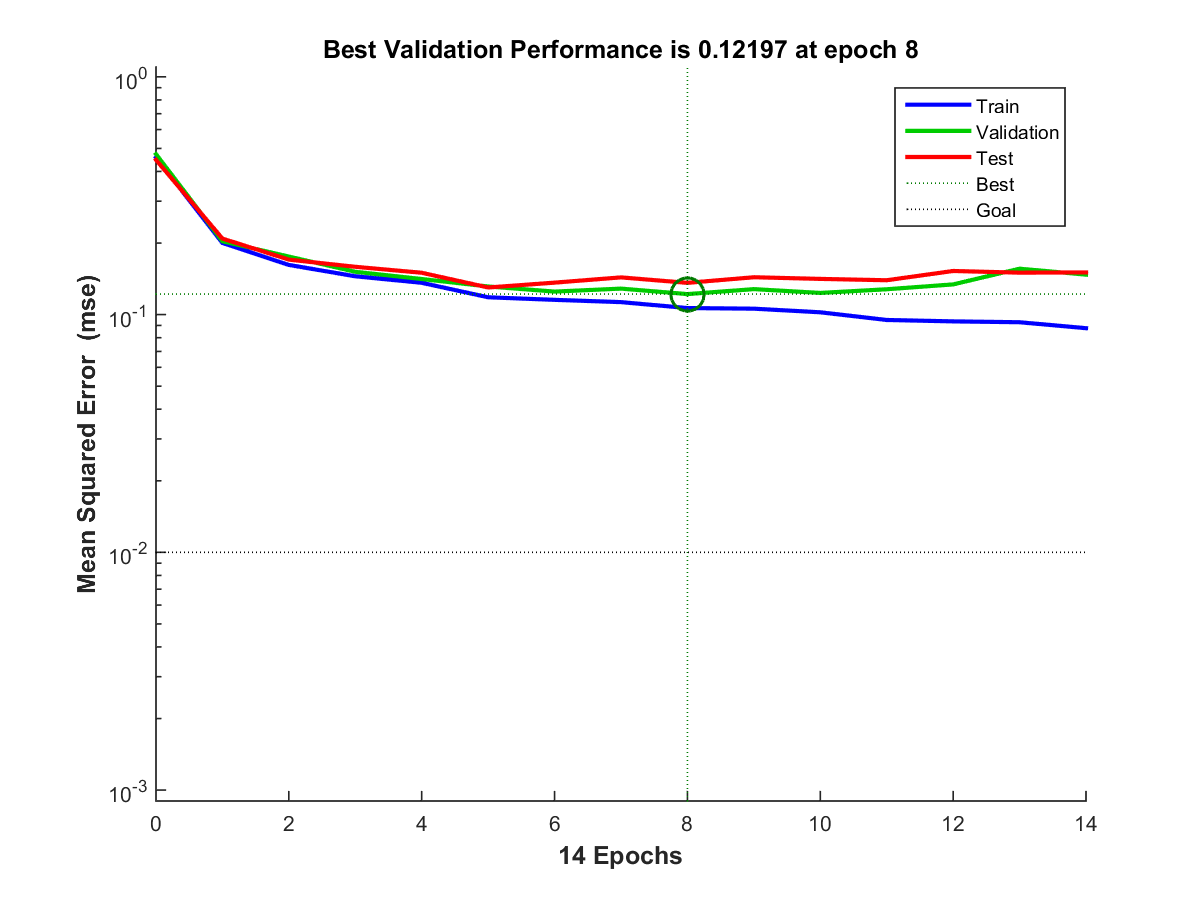 Best Validation Performance is 0.12197 at epoch 8
Mean Squared Error (mse)
10^0
10^-1
10^-2
10^-3
Train
Validation
Test
Best
Goal
0 2 4 6 8 10 12 14
14 Epochs